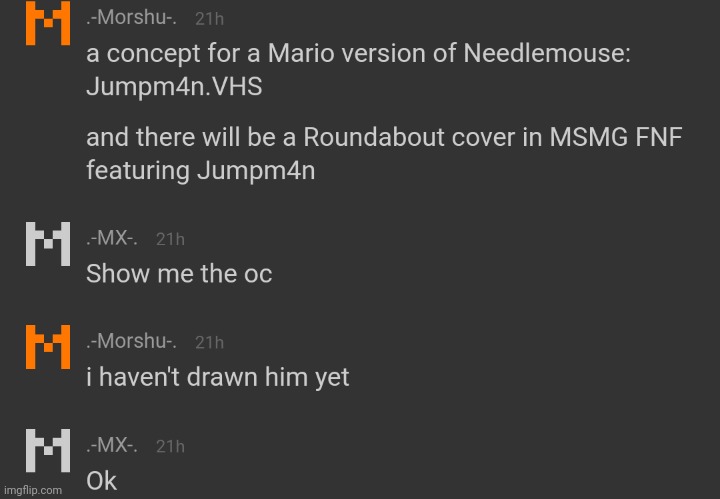 .-Morshu-. 21h
a concept for a Mario version of Needlemouse:
Jumpm4n.VHS
and there will be a Roundabout cover in MSMG FNF
featuring Jumpm4n
.-MX-. 21h
Show me the oc
.-Morshu-. 21h
i haven't drawn him yet
.-MX-. 21h
Ok
imgflip.com